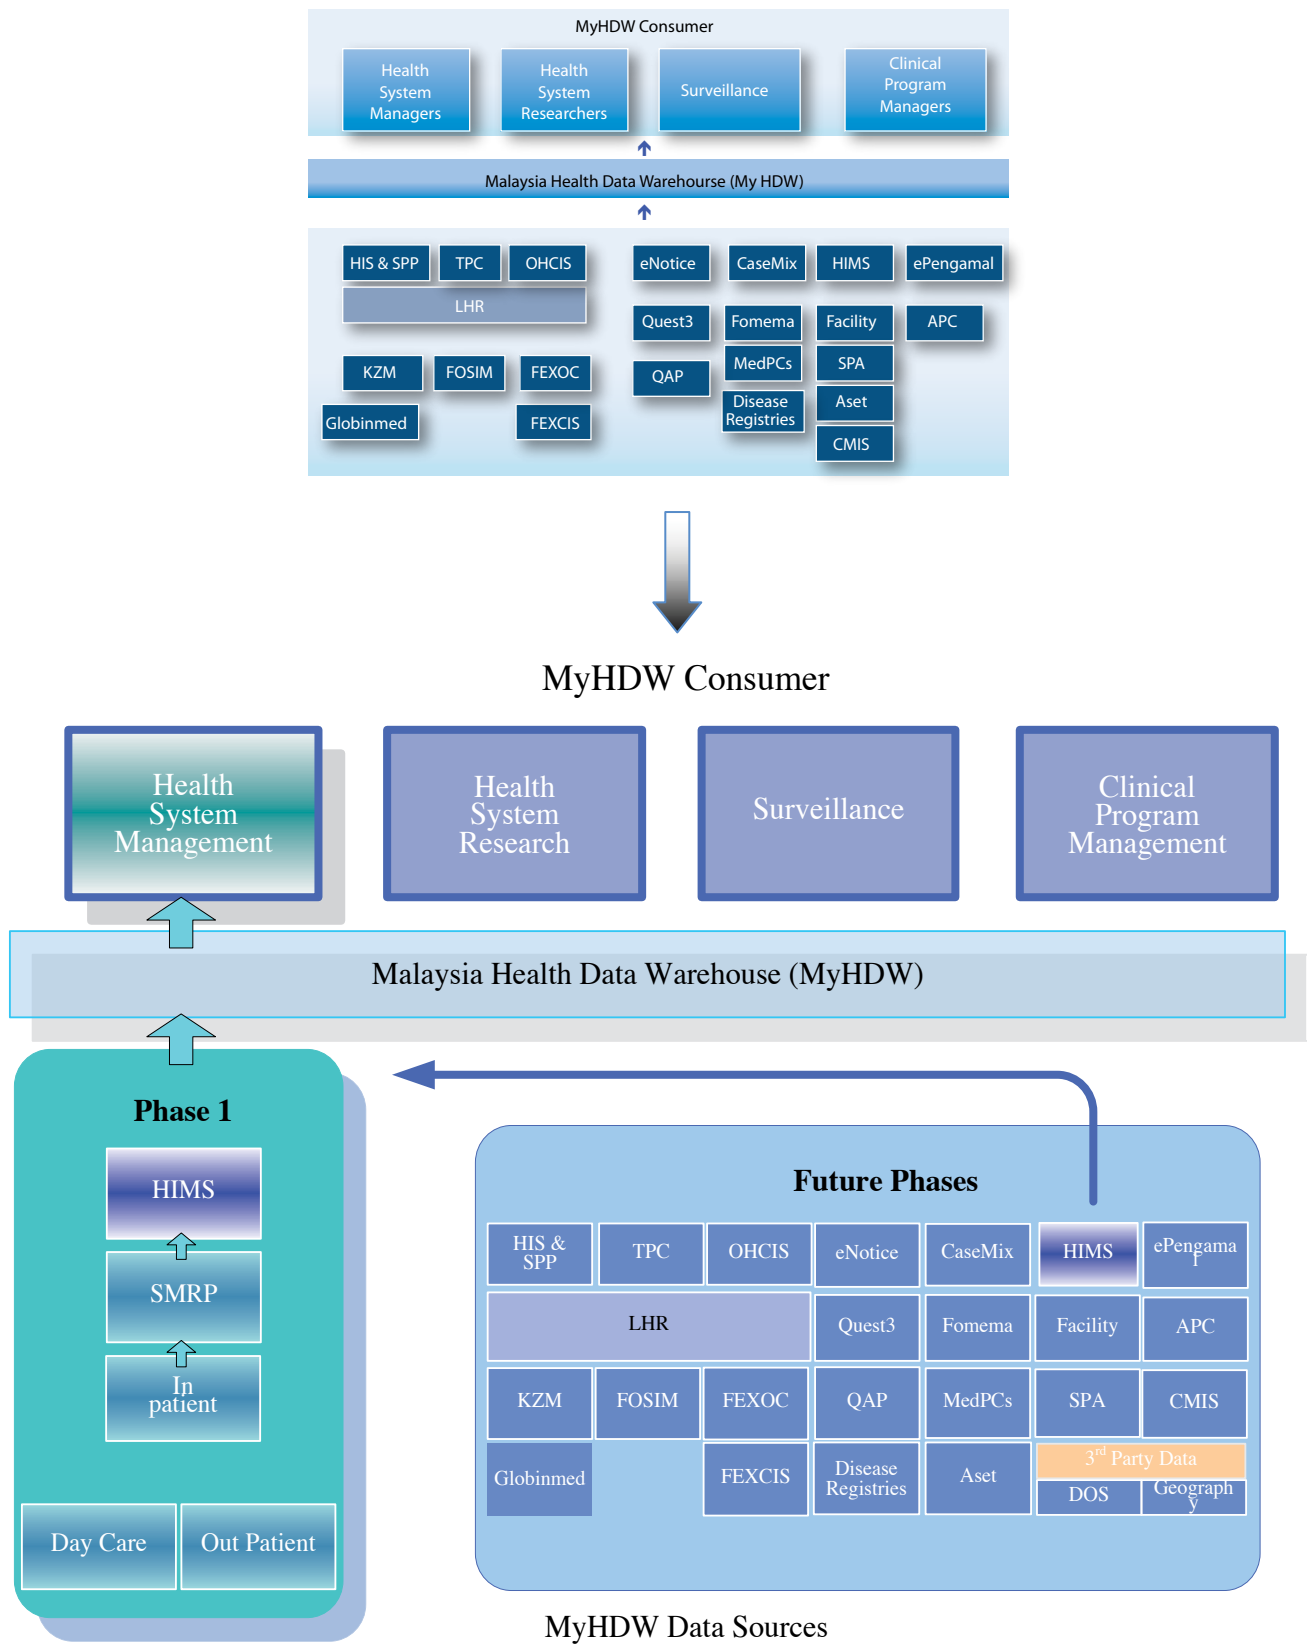 MyHDW Consumer
Health
System
Managers
Health
System
Researchers
Surveillance
Clinical
Program
Managers
Malaysia Health Data Warehourse (My HDW)
HIS & SPP
TPC
OHCIS
eNotice
CaseMix
HIMS
ePengamal
LHR
Quest3
Fomema
Facility
APC
KZM
FOSIM
FEXOC
QAP
MedPCs
SPA
Globinmed
FEXCIS
Disease
Registries
Aset
CMIS
MyHDW Consumer
Health
System
Management
Health
System
Research
Surveillance
Clinical
Program
Management
Malaysia Health Data Warehouse (MyHDW)
Phase 1
HIMS
SMRP
In
patient
Day Care
Out Patient
Future Phases
HIS &
SPP
TPC
OHCIS
eNotice
CaseMix
HIMS
ePengama
l
LHR
Quest3
Fomema
Facility
APC
KZM
FOSIM
FEXOC
QAP
MedPCs
SPA
CMIS
Globinmed
FEXCIS
Disease
Registries
Aset
3rd Party Data
DOS
Geograph
y
MyHDW Data Sources